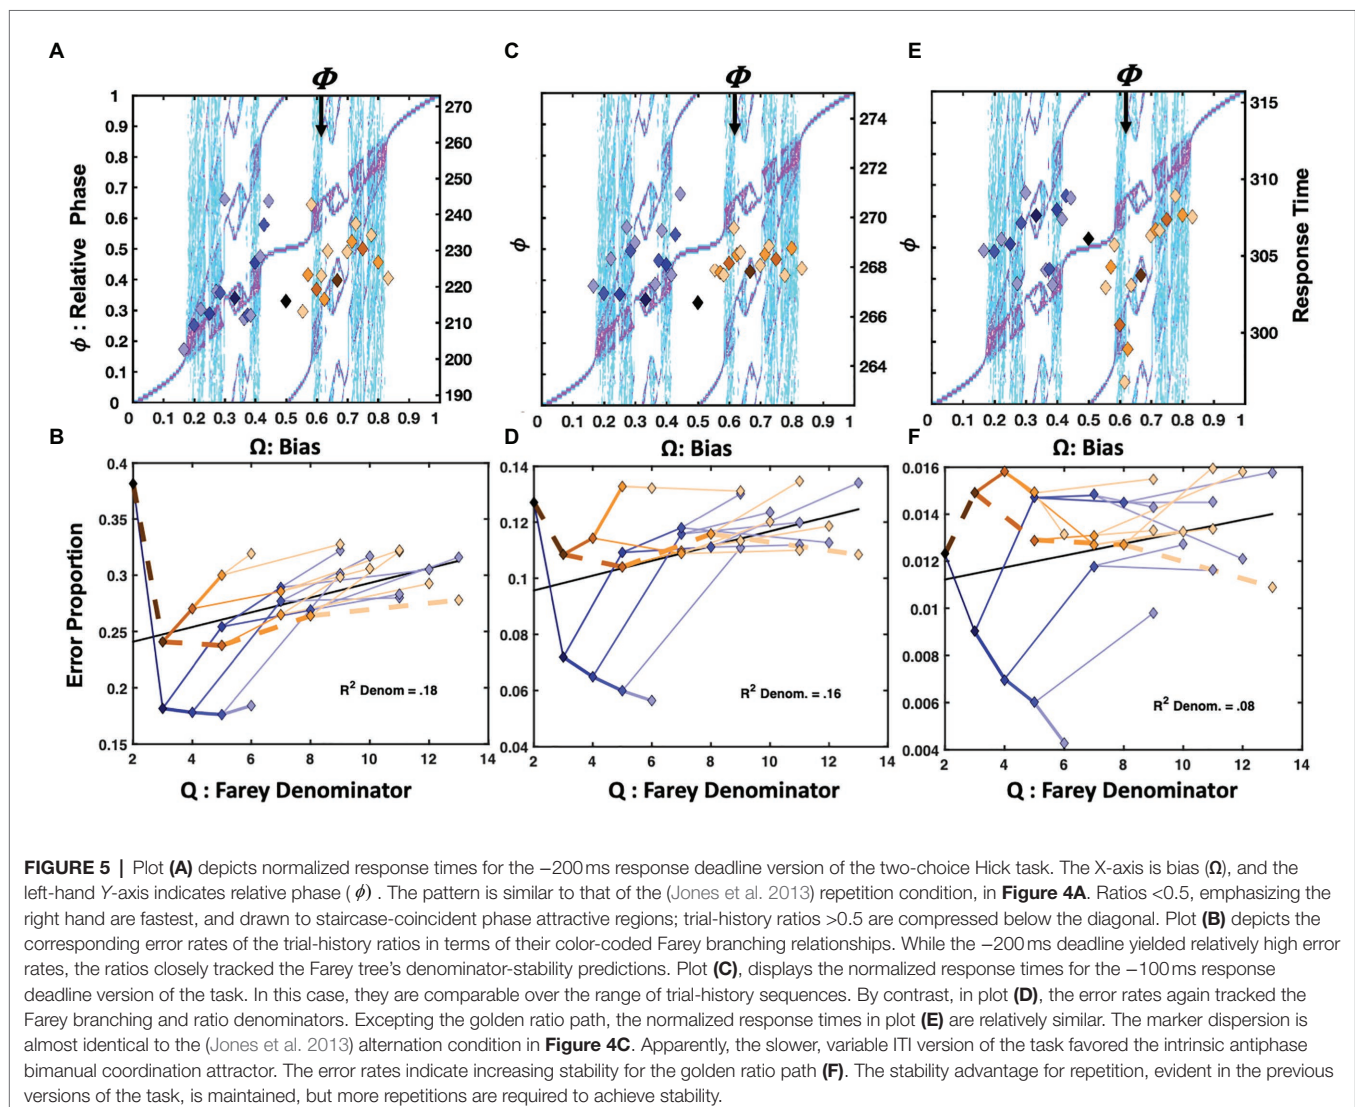 A
C
E
Φ
Φ
Φ
1
0.9
0.8
0.7
0.6
0.5
0.4
0.3
0.2
0.1
0
ϕ : Relative Phase
270
260
250
240
230
220
210
200
190
0 0.1 0.2 0.3 0.4 0.5 0.6 0.7 0.8 0.9 1
Ω: Bias
ϕ
274
272
270
268
266
264
0 0.1 0.2 0.3 0.4 0.5 0.6 0.7 0.8 0.9 1
Ω: Bias
ϕ
315
310
305
300
Response Time
0 0.1 0.2 0.3 0.4 0.5 0.6 0.7 0.8 0.9 1
Ω: Bias
B
D
F
0.4
0.35
0.3
0.25
0.2
0.15
Error Proportion
R² Denom = .18
2 4 6 8 10 12 14
Q : Farey Denominator
0.14
0.12
0.1
0.08
0.06
0.04
R² Denom. = .16
2 4 6 8 10 12 14
Q : Farey Denominator
0.016
0.014
0.012
0.010
0.008
0.006
0.004
R² Denom. = .08
2 4 6 8 10 12 14
Q : Farey Denominator
FIGURE 5 | Plot (A) depicts normalized response times for the −200 ms response deadline version of the two-choice Hick task. The X-axis is bias (Ω), and the
left-hand Y-axis indicates relative phase ( ϕ) . The pattern is similar to that of the (Jones et al. 2013) repetition condition, in Figure 4A. Ratios <0.5, emphasizing the
right hand are fastest, and drawn to staircase-coincident phase attractive regions; trial-history ratios >0.5 are compressed below the diagonal. Plot (B) depicts the
corresponding error rates of the trial-history ratios in terms of their color-coded Farey branching relationships. While the −200 ms deadline yielded relatively high error
rates, the ratios closely tracked the Farey tree's denominator-stability predictions. Plot (C), displays the normalized response times for the −100 ms response
deadline version of the task. In this case, they are comparable over the range of trial-history sequences. By contrast, in plot (D), the error rates again tracked the
Farey branching and ratio denominators. Excepting the golden ratio path, the normalized response times in plot (E) are relatively similar. The marker dispersion is
almost identical to the (Jones et al. 2013) alternation condition in Figure 4C. Apparently, the slower, variable ITI version of the task favored the intrinsic antiphase
bimanual coordination attractor. The error rates indicate increasing stability for the golden ratio path (F). The stability advantage for repetition, evident in the previous
versions of the task, is maintained, but more repetitions are required to achieve stability.